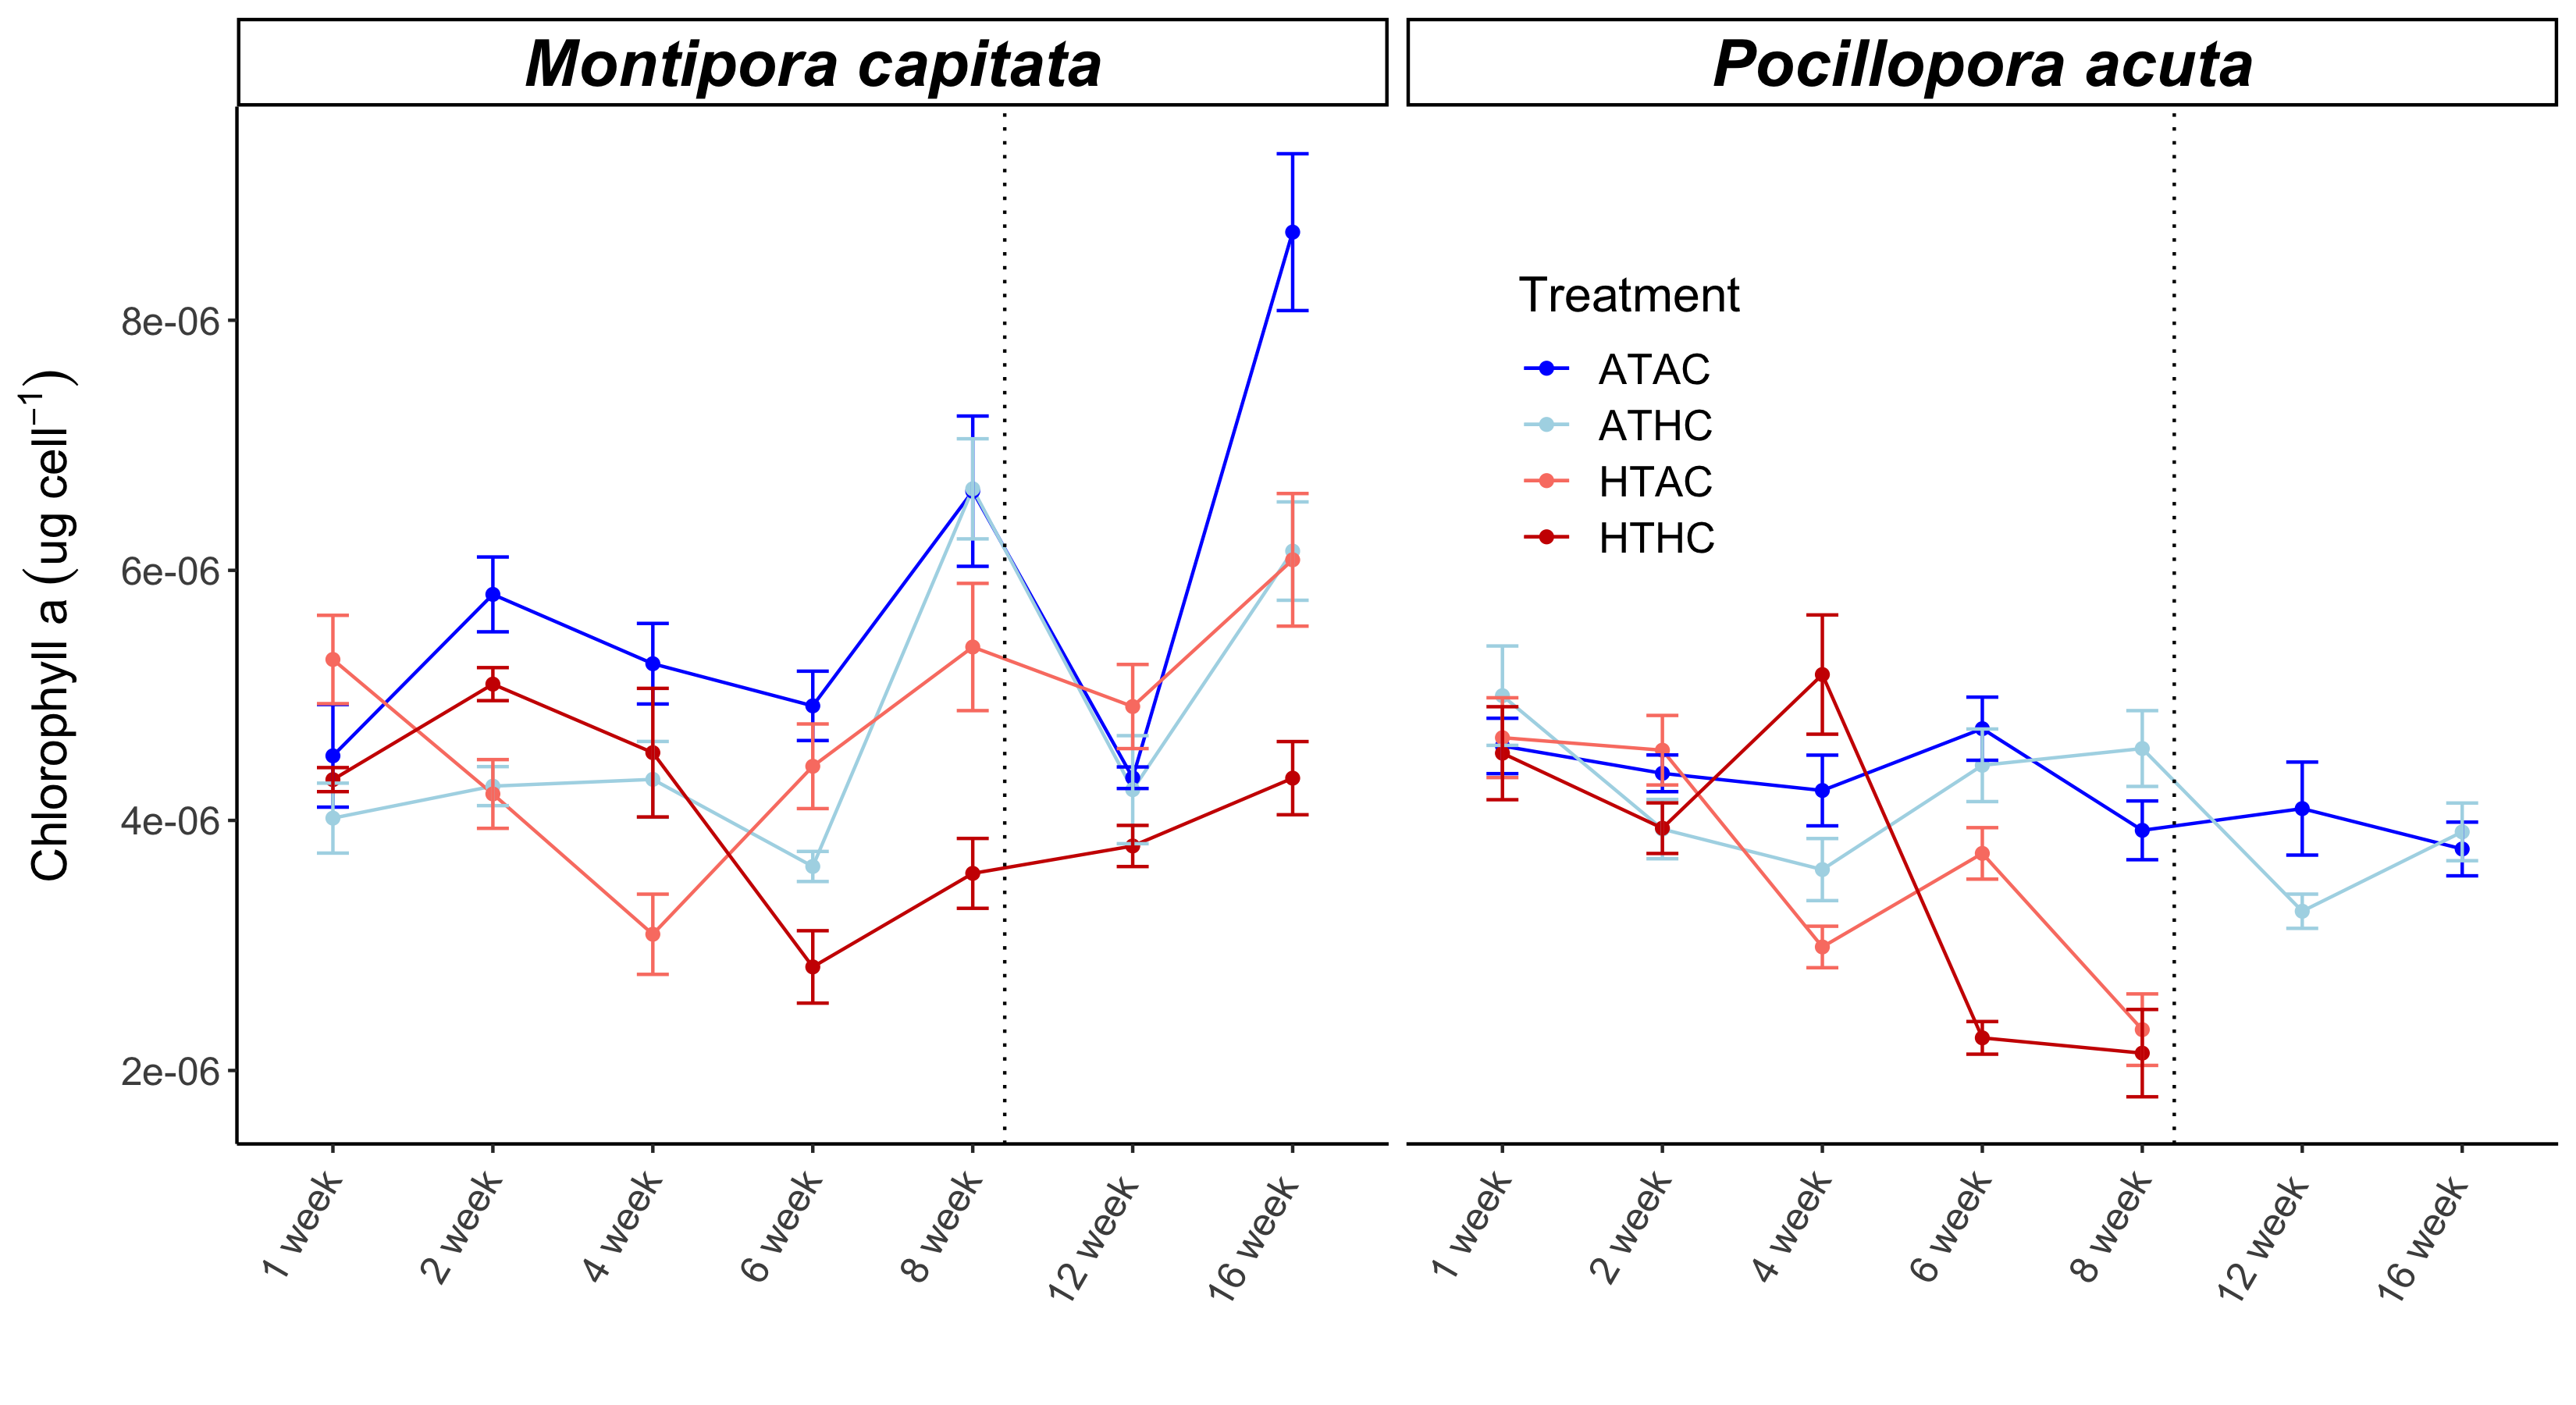 Montipora capitata
Pocillopora acuta
Chlorophyll a (ug cell⁻¹)
8e-06
6e-06
4e-06
2e-06
Treatment
ATAC
ATHC
HTAC
HTHC
1 week
2 week
4 week
6 week
8 week
12 week
16 week
1 week
2 week
4 week
6 week
8 week
12 week
16 week